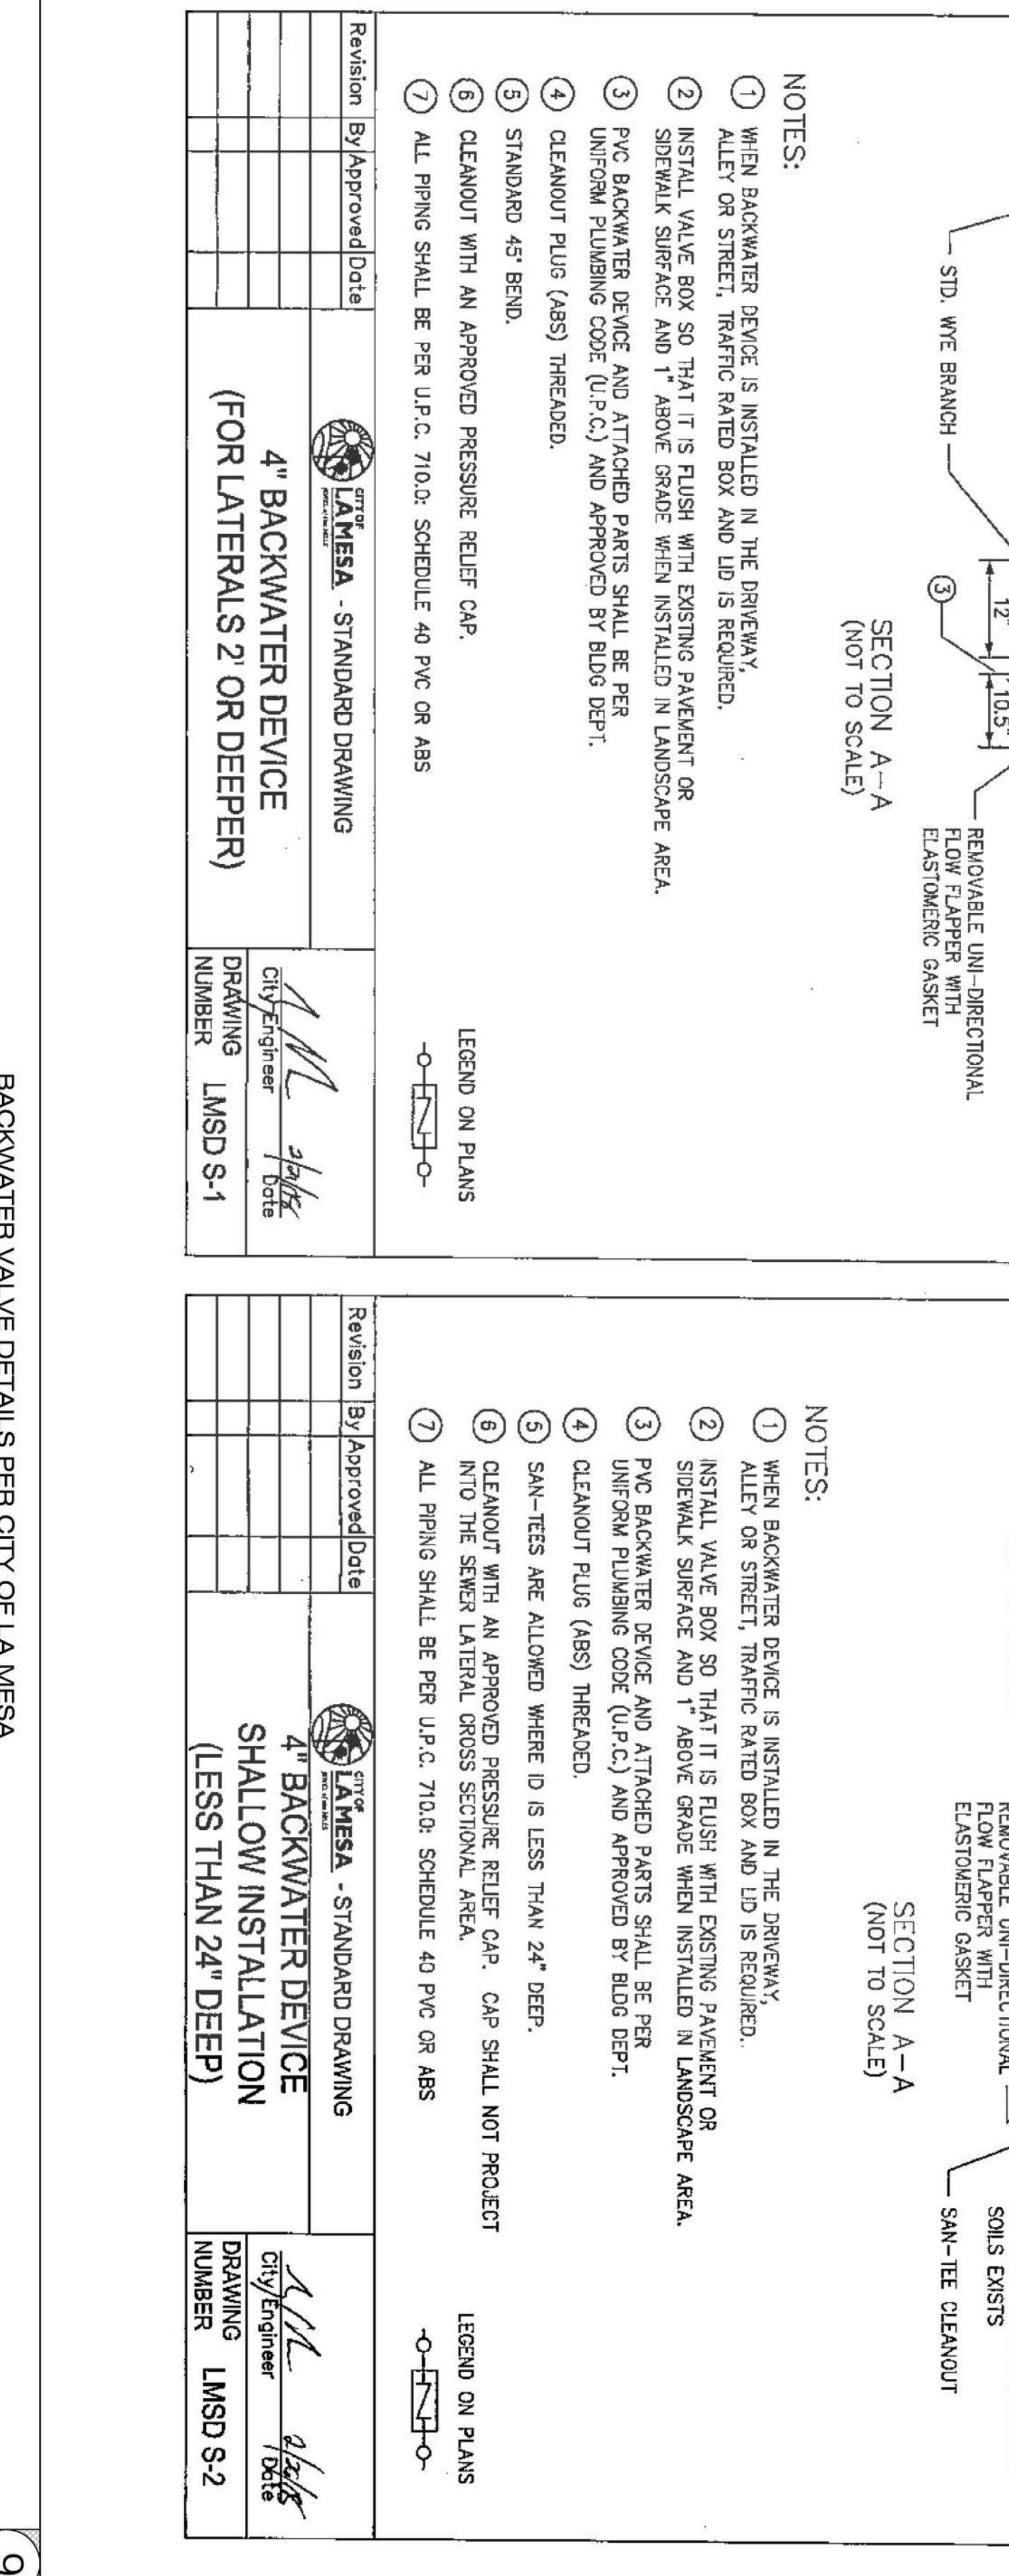 STD. WYE BRANCH
12"
10.5"
3
REMOVABLE UNI-DIRECTIONAL
FLOW FLAPPER WITH
ELASTOMERIC GASKET
SECTION A-A
(NOT TO SCALE)
NOTES:
1 WHEN BACKWATER DEVICE IS INSTALLED IN THE DRIVEWAY,
ALLEY OR STREET, TRAFFIC RATED BOX AND LID IS REQUIRED.
2 INSTALL VALVE BOX SO THAT IT IS FLUSH WITH EXISTING PAVEMENT OR
SIDEWALK SURFACE AND 1" ABOVE GRADE WHEN INSTALLED IN LANDSCAPE AREA.
3 PVC BACKWATER DEVICE AND ATTACHED PARTS SHALL BE PER
UNIFORM PLUMBING CODE (U.P.C.) AND APPROVED BY BLDG DEPT.
4 CLEANOUT PLUG (ABS) THREADED.
5 STANDARD 45° BEND.
6 CLEANOUT WITH AN APPROVED PRESSURE RELIEF CAP.
7 ALL PIPING SHALL BE PER U.P.C. 710.0: SCHEDULE 40 PVC OR ABS
LEGEND ON PLANS
Revision By Approved Date
CITY OF
LA MESA - STANDARD DRAWING
4" BACKWATER DEVICE
(FOR LATERALS 2' OR DEEPER)
City Engineer Date
DRAWING
NUMBER LMSD S-1
REMOVABLE UNI-DIRECTIONAL
FLOW FLAPPER WITH
ELASTOMERIC GASKET
SOILS EXISTS
SAN-TEE CLEANOUT
SECTION A-A
(NOT TO SCALE)
NOTES:
1 WHEN BACKWATER DEVICE IS INSTALLED IN THE DRIVEWAY,
ALLEY OR STREET, TRAFFIC RATED BOX AND LID IS REQUIRED.
2 INSTALL VALVE BOX SO THAT IT IS FLUSH WITH EXISTING PAVEMENT OR
SIDEWALK SURFACE AND 1" ABOVE GRADE WHEN INSTALLED IN LANDSCAPE AREA.
3 PVC BACKWATER DEVICE AND ATTACHED PARTS SHALL BE PER
UNIFORM PLUMBING CODE (U.P.C.) AND APPROVED BY BLDG DEPT.
4 CLEANOUT PLUG (ABS) THREADED.
5 SAN-TEES ARE ALLOWED WHERE ID IS LESS THAN 24" DEEP.
6 CLEANOUT WITH AN APPROVED PRESSURE RELIEF CAP. CAP SHALL NOT PROJECT
INTO THE SEWER LATERAL CROSS SECTIONAL AREA.
7 ALL PIPING SHALL BE PER U.P.C. 710.0: SCHEDULE 40 PVC OR ABS
LEGEND ON PLANS
Revision By Approved Date
CITY OF
LA MESA - STANDARD DRAWING
4" BACKWATER DEVICE
SHALLOW INSTALLATION
(LESS THAN 24" DEEP)
City Engineer Date
DRAWING
NUMBER LMSD S-2
BACKWATER VALVE DETAILS PER CITY OF LA MESA
9